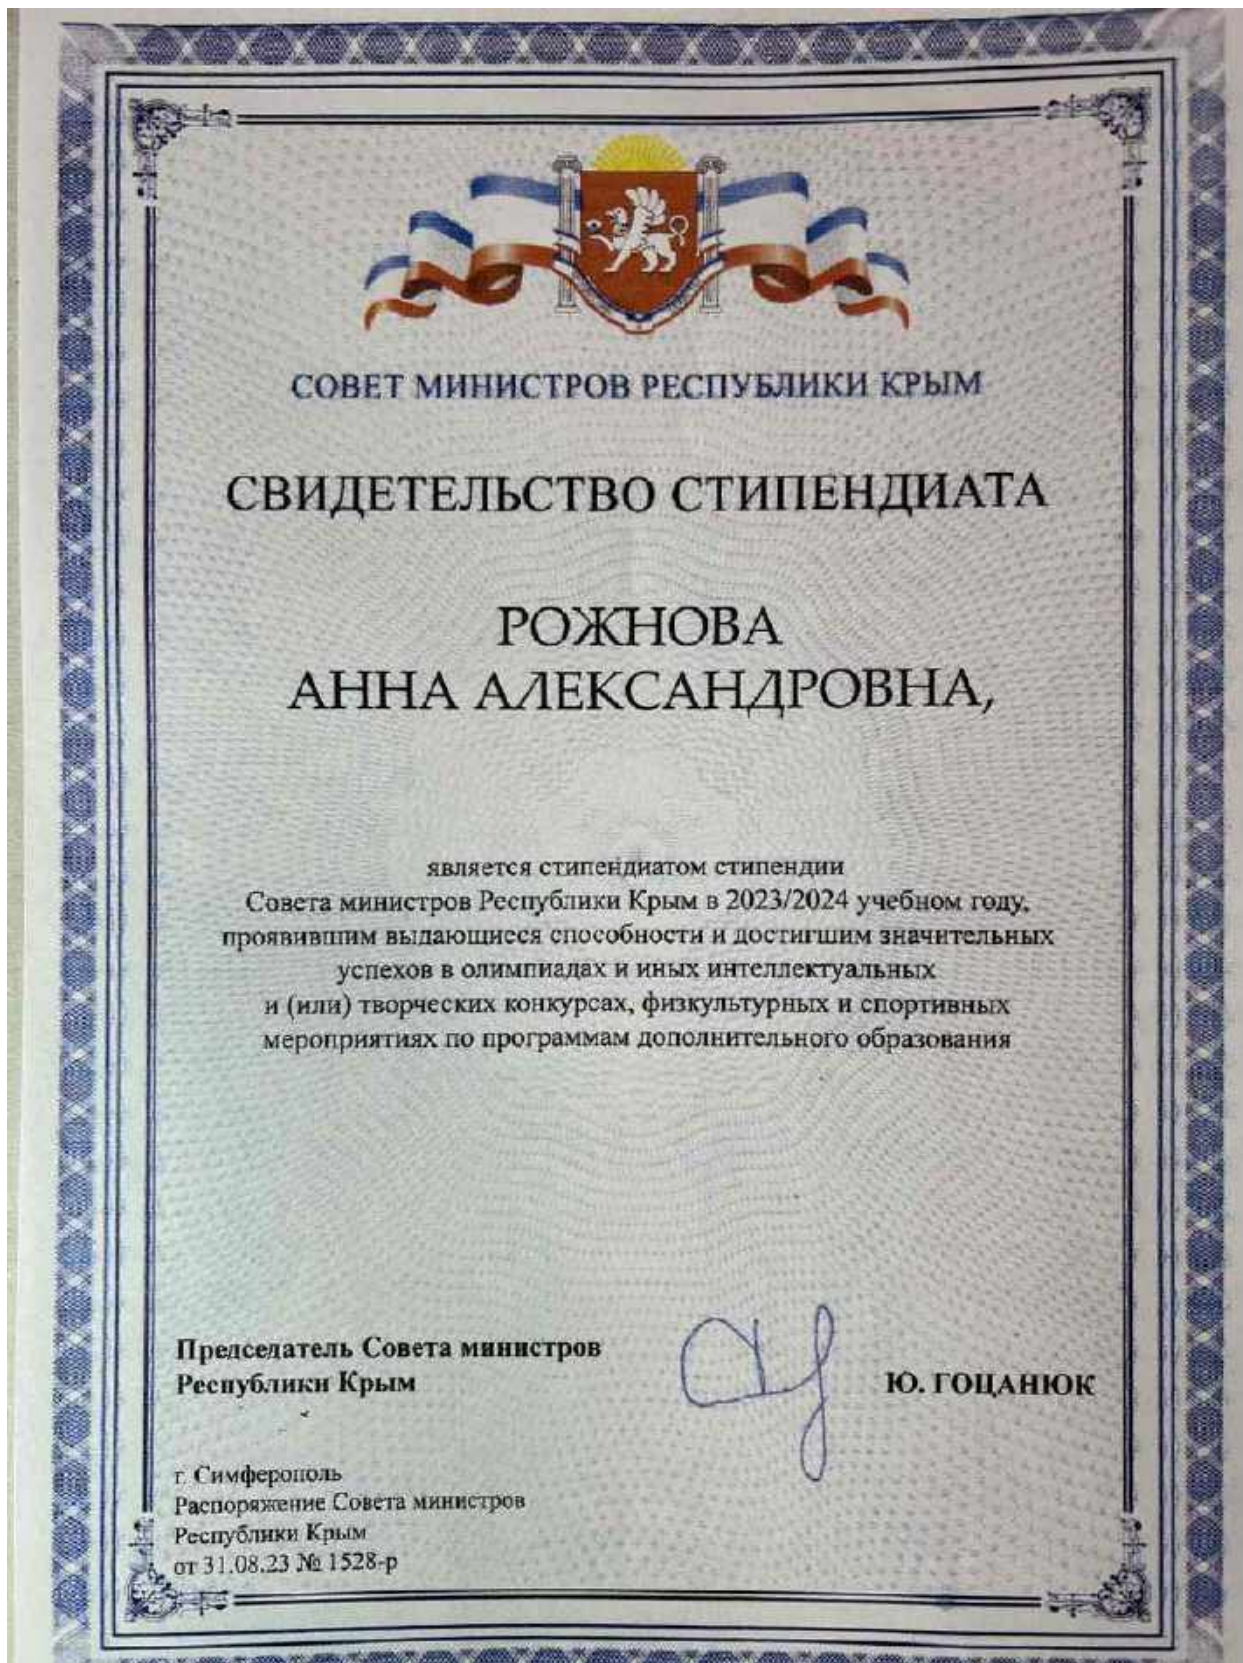 СОВЕТ МИНИСТРОВ РЕСПУБЛИКИ КРЫМ
СВИДЕТЕЛЬСТВО СТИПЕНДИАТА
РОЖНОВА
АННА АЛЕКСАНДРОВНА,
является стипендиатом стипендии
Совета министров Республики Крым в 2023/2024 учебном году,
проявившим выдающиеся способности и достигшим значительных
успехов в олимпиадах и иных интеллектуальных
и (или) творческих конкурсах, физкультурных и спортивных
мероприятиях по программам дополнительного образования
Председатель Совета министров
Республики Крым
Ю. ГОЦАНЮК
г. Симферополь
Распоряжение Совета министров
Республики Крым
от 31.08.23 № 1528-р